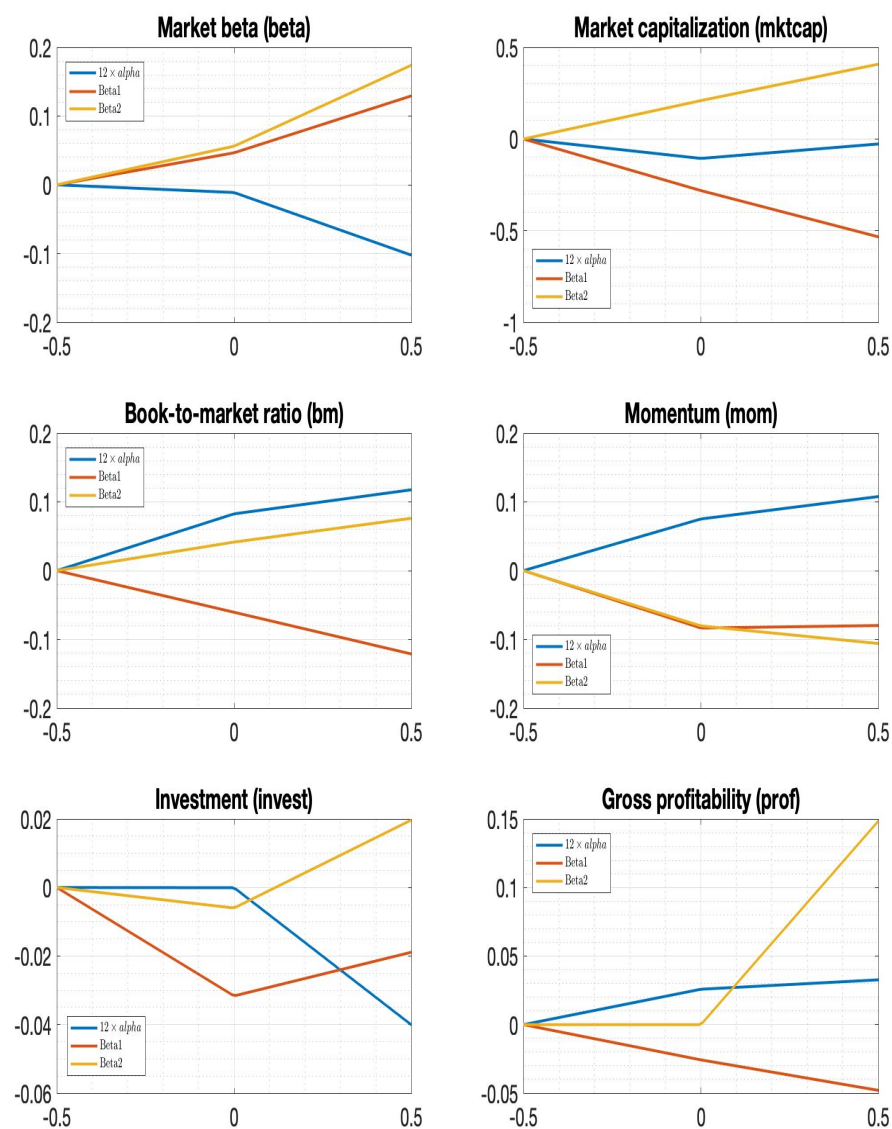 Market beta (beta)
0.2
0.1
0
-0.1
-0.2
-0.5
0
0.5
12 × alpha
Beta1
Beta2
Market capitalization (mktcap)
0.5
0
-0.5
-1
-0.5
0
0.5
12 × alpha
Beta1
Beta2
Book-to-market ratio (bm)
0.2
0.1
0
-0.1
-0.2
-0.5
0
0.5
12 × alpha
Beta1
Beta2
Momentum (mom)
0.2
0.1
0
-0.1
-0.2
-0.5
0
0.5
12 × alpha
Beta1
Beta2
Investment (invest)
0.02
0
-0.02
-0.04
-0.06
-0.5
0
0.5
12 × alpha
Beta1
Beta2
Gross profitability (prof)
0.15
0.1
0.05
0
-0.05
-0.5
0
0.5
12 × alpha
Beta1
Beta2